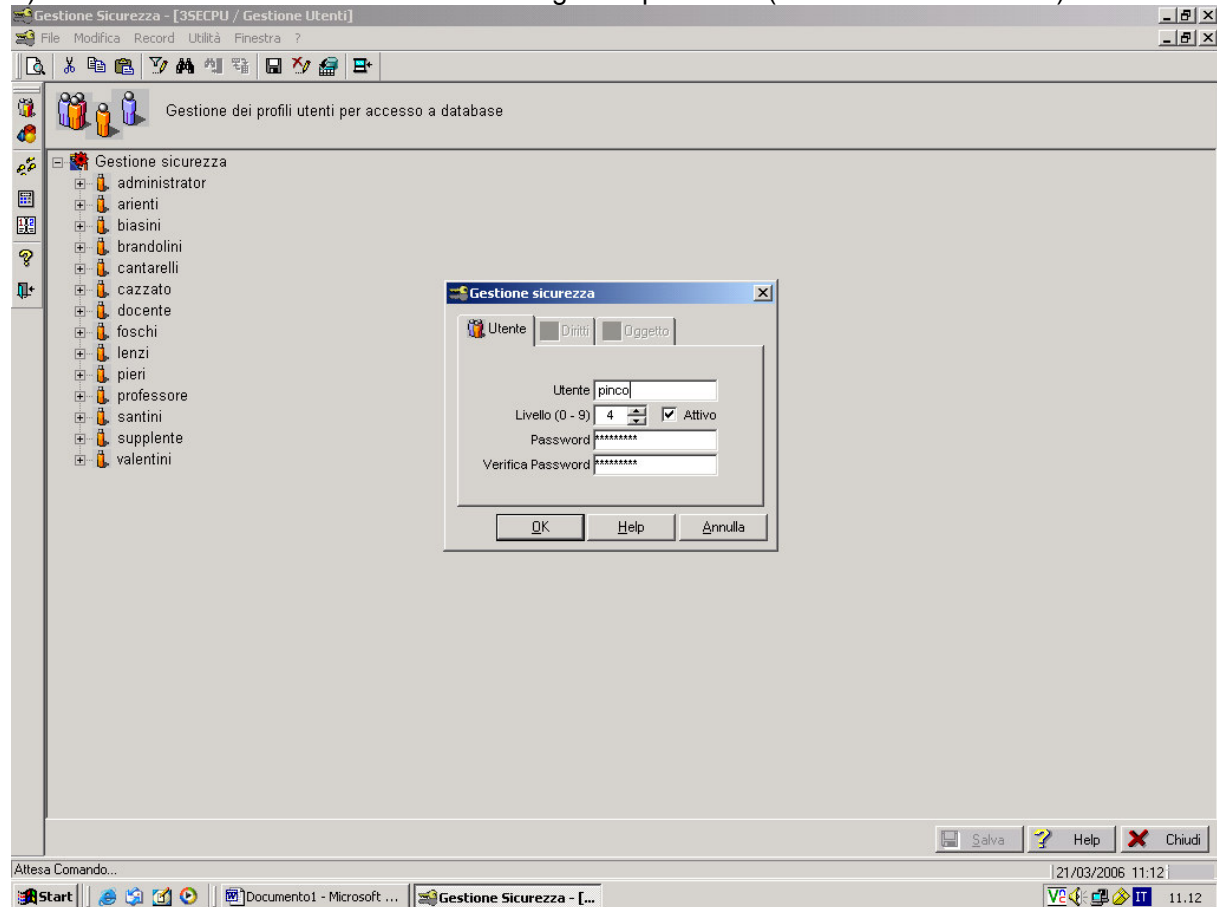 Gestione Sicurezza - [3SECPU / Gestione Utenti]
File Modifica Record Utilità Finestra ?
Gestione dei profili utenti per accesso a database
Gestione sicurezza
administrator
arienti
biasini
brandolini
cantarelli
cazzato
docente
foschi
lenzi
pieri
professore
santini
supplente
valentini
Gestione sicurezza
Utente Diritti Oggetto
Utente pinco
Livello (0 - 9) 4 Attivo
Password *********
Verifica Password *********
OK Help Annulla
Salva Help Chiudi
Attesa Comando... 21/03/2006 11:12
Start Documento1 - Microsoft ... Gestione Sicurezza - [... IT 11.12